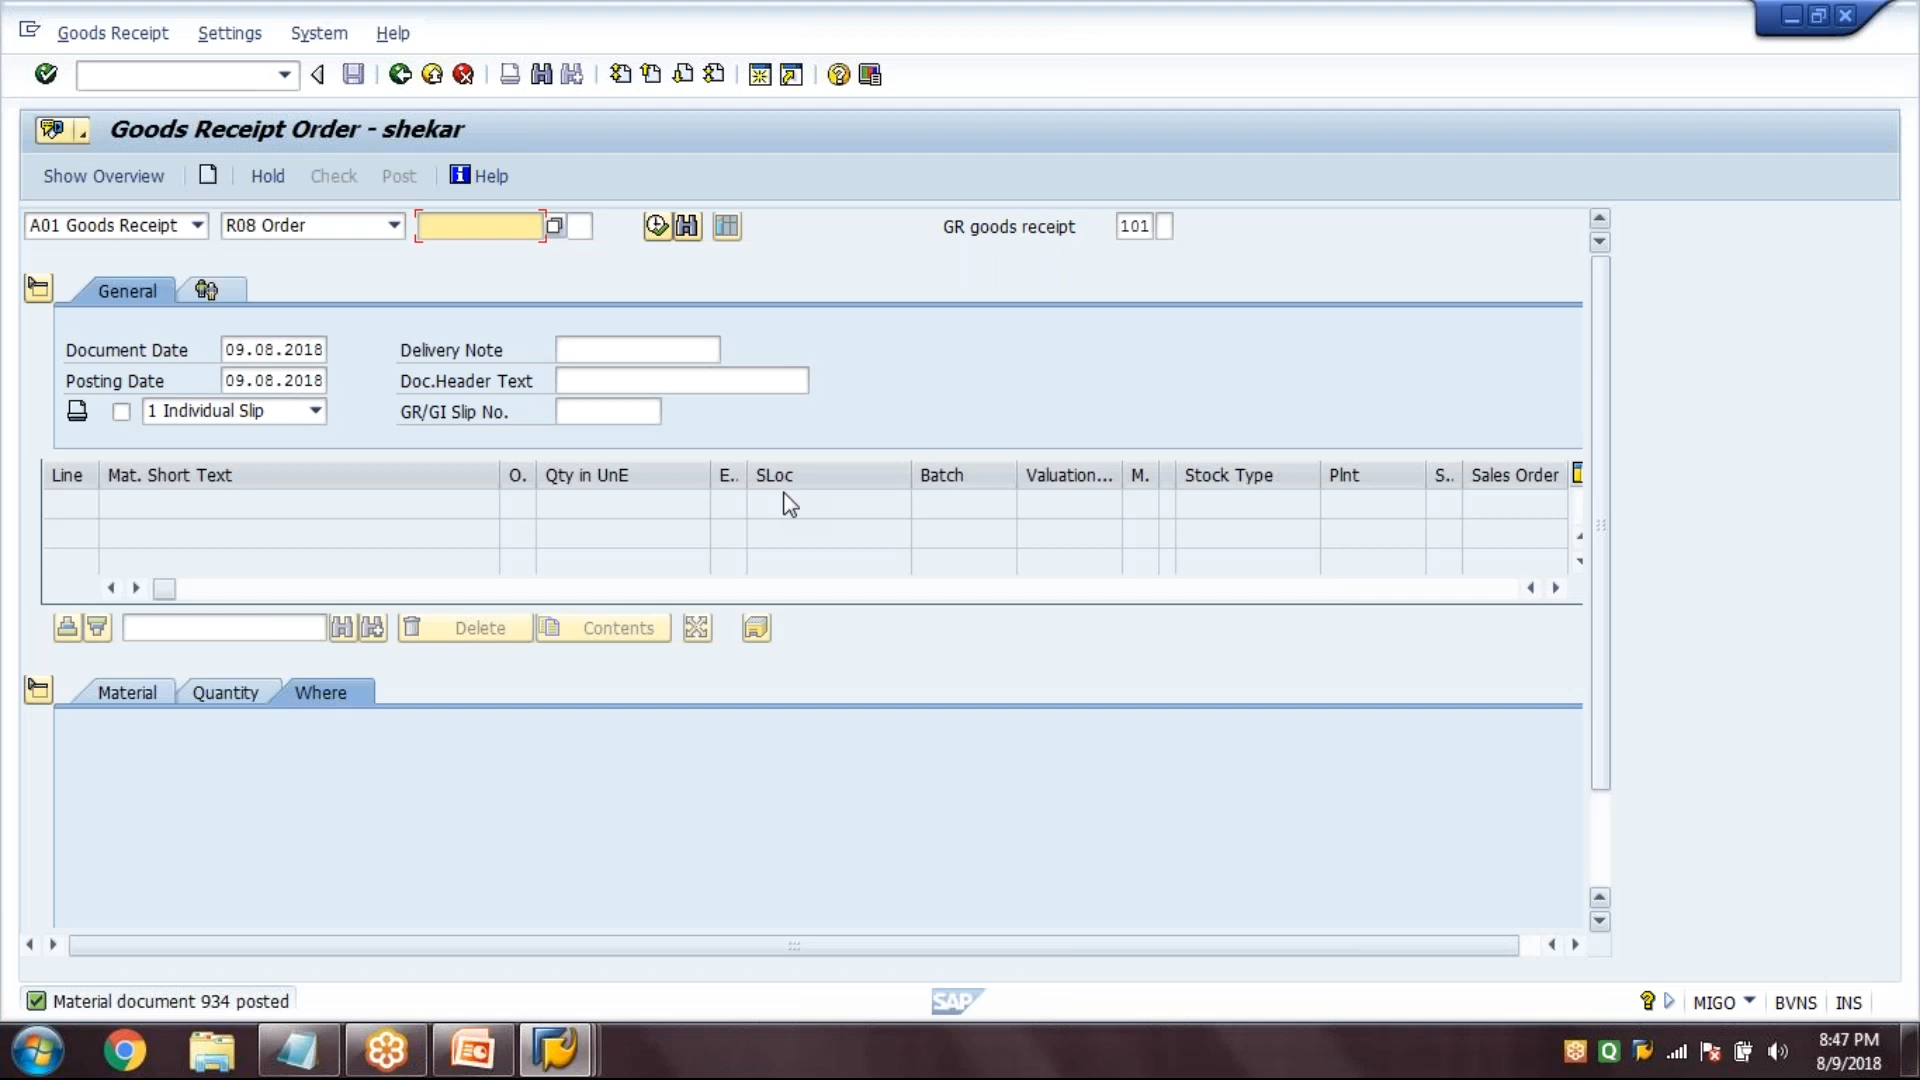 Goods Receipt Settings System Help
Goods Receipt Order - shekar
Show Overview Hold Check Post Help
A01 Goods Receipt R08 Order GR goods receipt 101
General
Document Date 09.08.2018 Delivery Note
Posting Date 09.08.2018 Doc.Header Text
1 Individual Slip GR/GI Slip No.
Line Mat. Short Text O. Qty in UnE E.. SLoc Batch Valuation... M. Stock Type Plnt S.. Sales Order
Delete Contents
Material Quantity Where
Material document 934 posted SAP MIGO BVNS INS
8:47 PM
8/9/2018